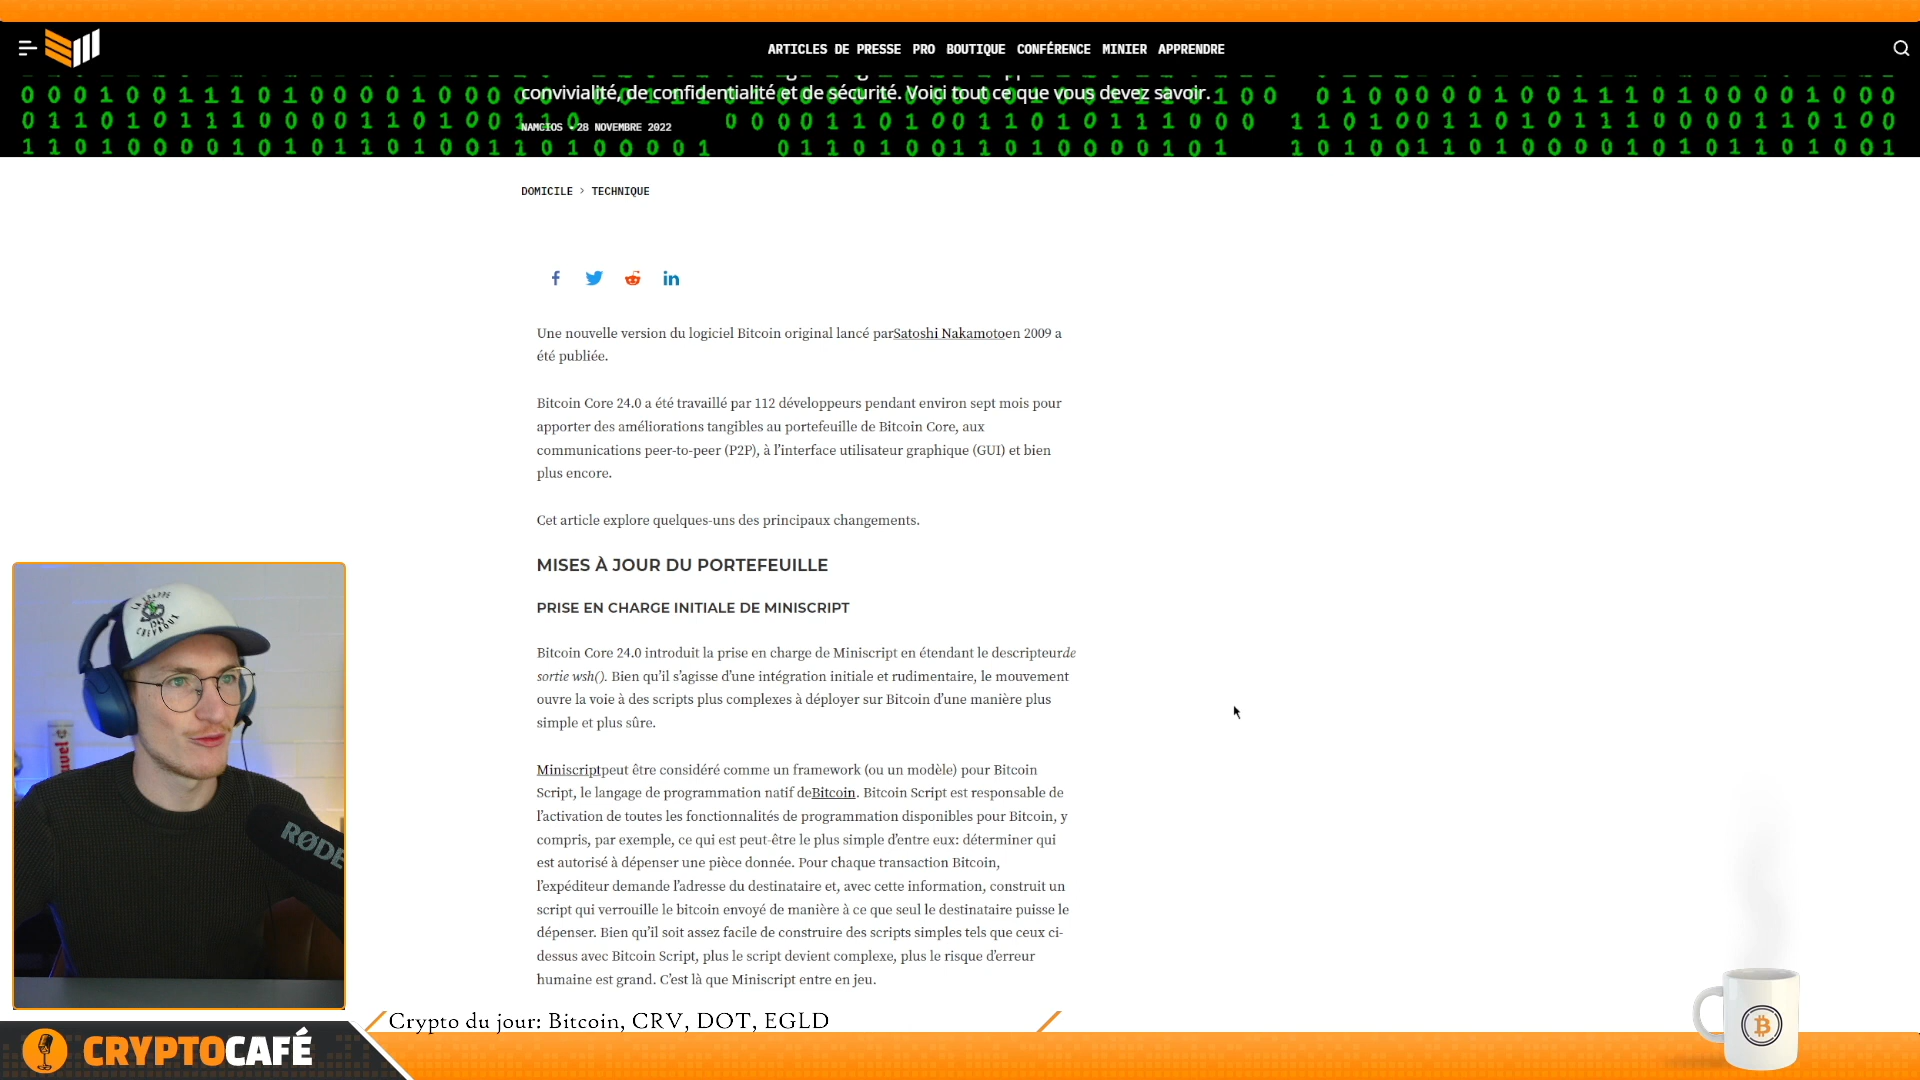 ARTICLES DE PRESSE PRO BOUTIQUE CONFÉRENCE MINIER APPRENDRE
convivialité, de confidentialité et de sécurité. Voici tout ce que vous devez savoir.
NAMCIOS • 28 NOVEMBRE 2022
DOMICILE > TECHNIQUE
Une nouvelle version du logiciel Bitcoin original lancé parSatoshi Nakamotoen 2009 a
été publiée.
Bitcoin Core 24.0 a été travaillé par 112 développeurs pendant environ sept mois pour
apporter des améliorations tangibles au portefeuille de Bitcoin Core, aux
communications peer-to-peer (P2P), à l'interface utilisateur graphique (GUI) et bien
plus encore.
Cet article explore quelques-uns des principaux changements.
MISES À JOUR DU PORTEFEUILLE
PRISE EN CHARGE INITIALE DE MINISCRIPT
Bitcoin Core 24.0 introduit la prise en charge de Miniscript en étendant le descripteurde
sortie wsh(). Bien qu'il s'agisse d'une intégration initiale et rudimentaire, le mouvement
ouvre la voie à des scripts plus complexes à déployer sur Bitcoin d'une manière plus
simple et plus sûre.
Miniscriptpeut être considéré comme un framework (ou un modèle) pour Bitcoin
Script, le langage de programmation natif deBitcoin. Bitcoin Script est responsable de
l'activation de toutes les fonctionnalités de programmation disponibles pour Bitcoin, y
compris, par exemple, ce qui est peut-être le plus simple d'entre eux: déterminer qui
est autorisé à dépenser une pièce donnée. Pour chaque transaction Bitcoin,
l'expéditeur demande l'adresse du destinataire et, avec cette information, construit un
script qui verrouille le bitcoin envoyé de manière à ce que seul le destinataire puisse le
dépenser. Bien qu'il soit assez facile de construire des scripts simples tels que ceux ci-
dessus avec Bitcoin Script, plus le script devient complexe, plus le risque d'erreur
humaine est grand. C'est là que Miniscript entre en jeu.
LA FRAPPE
1943
CHEVROUX
RØDE
Crypto du jour: Bitcoin, CRV, DOT, EGLD
CRYPTOCAFÉ